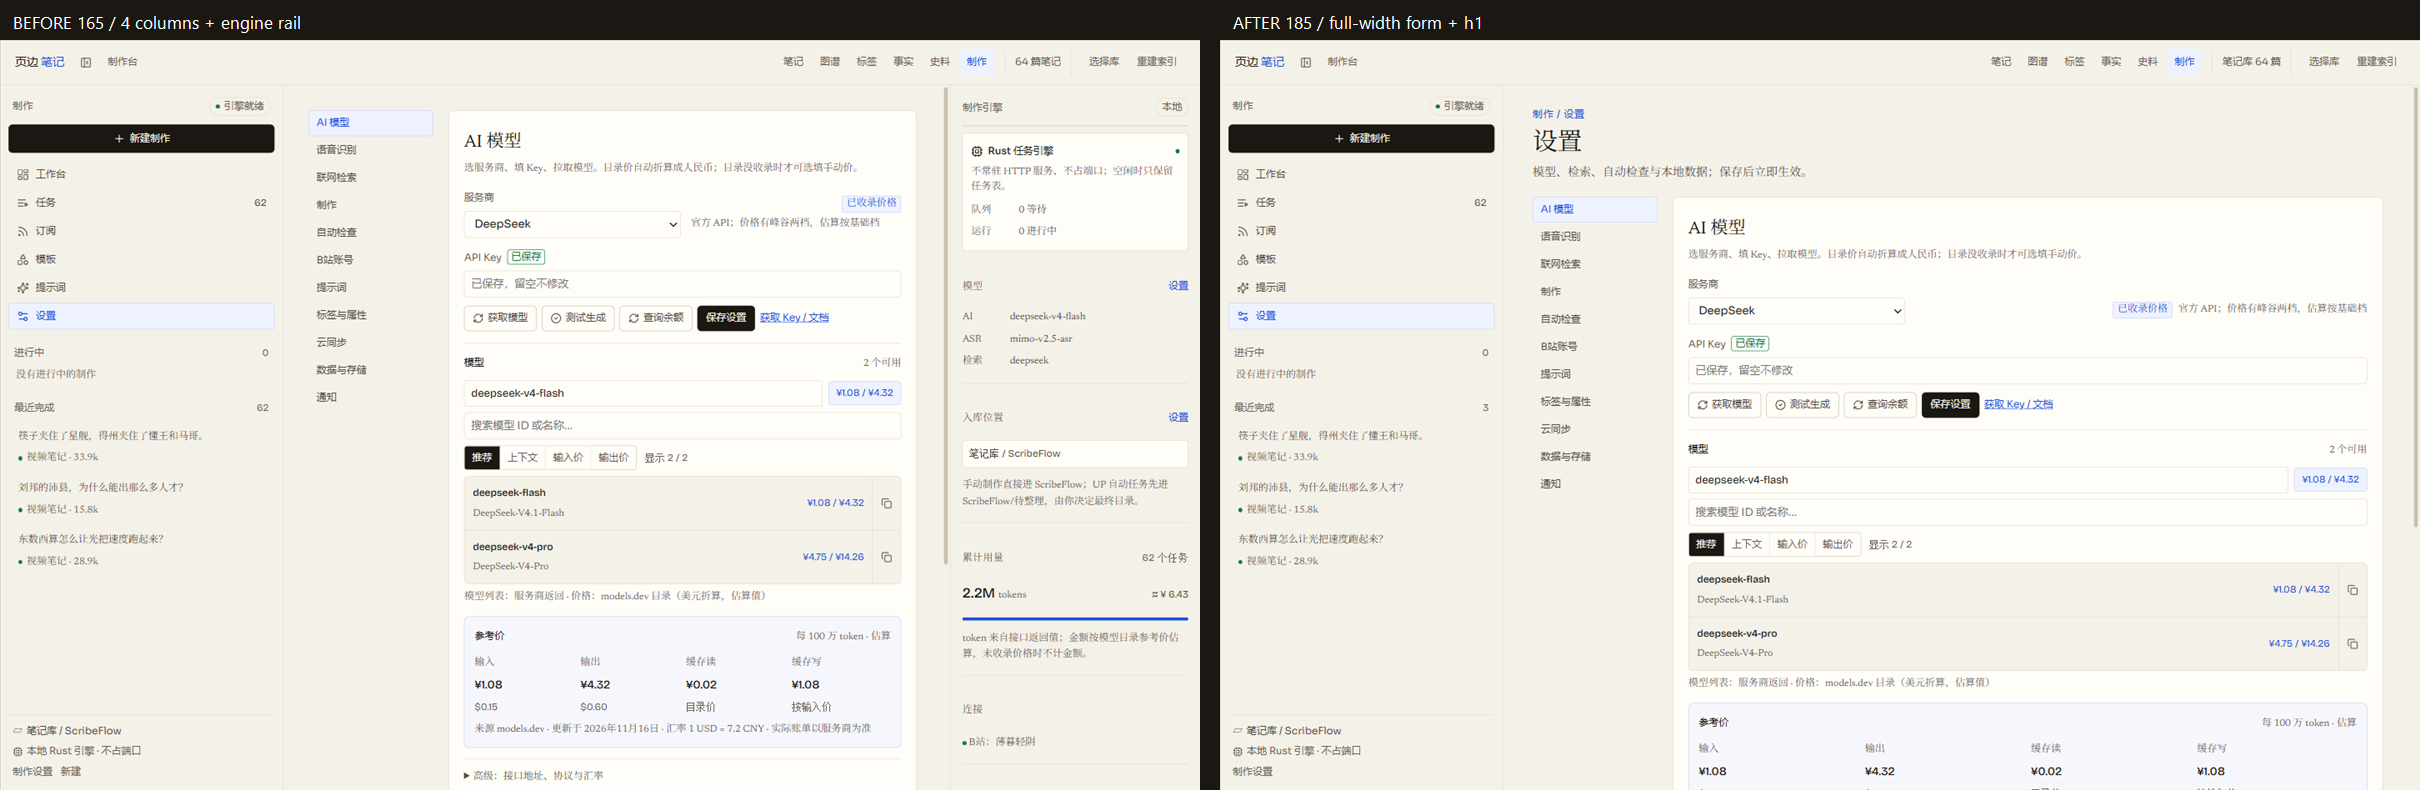 BEFORE 165 / 4 columns + engine rail
页边 笔记
制作台
笔记 图谱 标签 事实 史料 制作 64 篇笔记 选择库 重建索引
制作
引擎就绪
+ 新建制作
工作台
任务 62
订阅
模板
提示词
设置
进行中 0
没有进行中的制作
最近完成 62
筷子夹住了星舰，得州夹住了懂王和马哥。
视频笔记 · 33.9k
刘邦的沛县，为什么能出那么多人才？
视频笔记 · 15.8k
东数西算怎么让光把速度跑起来？
视频笔记 · 28.9k
笔记库 / ScribeFlow
本地 Rust 引擎 · 不占端口
制作设置 新建
AI 模型
语音识别
联网检索
制作
自动检查
B站账号
提示词
标签与属性
云同步
数据与存储
通知
AI 模型
选服务商、填 Key、拉取模型。目录价自动折算成人民币；目录没收录时才可选填手动价。
服务商
已收录价格
DeepSeek
官方 API；价格有峰谷两档，估算按基础档
API Key 已保存
已保存，留空不修改
获取模型 测试生成 查询余额 保存设置 获取 Key / 文档
模型 2 个可用
deepseek-v4-flash ¥1.08 / ¥4.32
搜索模型 ID 或名称...
推荐 上下文 输入价 输出价 显示 2 / 2
deepseek-flash
DeepSeek-V4.1-Flash
¥1.08 / ¥4.32
deepseek-v4-pro
DeepSeek-V4-Pro
¥4.75 / ¥14.26
模型列表：服务商返回 · 价格：models.dev 目录（美元折算，估算值）
参考价 每 100 万 token · 估算
输入 输出 缓存读 缓存写
¥1.08 ¥4.32 ¥0.02 ¥1.08
$0.15 $0.60 目录价 按输入价
来源 models.dev · 更新于 2026年11月16日 · 汇率 1 USD = 7.2 CNY · 实际账单以服务商为准
高级：接口地址、协议与汇率
制作引擎 本地
Rust 任务引擎
不常驻 HTTP 服务、不占端口；空闲时只保留
任务表。
队列 0 等待
运行 0 进行中
模型 设置
AI deepseek-v4-flash
ASR mimo-v2.5-asr
检索 deepseek
入库位置 设置
笔记库 / ScribeFlow
手动制作直接进 ScribeFlow；UP 自动任务先进
ScribeFlow/待整理，由你决定最终目录。
累计用量 62 个任务
2.2M tokens ≈ ¥ 6.43
token 来自接口返回值；金额按模型目录参考价估
算，未收录价格时不计金额。
连接
B站：薄暮轻阴
AFTER 185 / full-width form + h1
页边 笔记
制作台
笔记 图谱 标签 事实 史料 制作 笔记库 64 篇 选择库 重建索引
制作
引擎就绪
+ 新建制作
工作台
任务 62
订阅
模板
提示词
设置
进行中 0
没有进行中的制作
最近完成 3
筷子夹住了星舰，得州夹住了懂王和马哥。
视频笔记 · 33.9k
刘邦的沛县，为什么能出那么多人才？
视频笔记 · 15.8k
东数西算怎么让光把速度跑起来？
视频笔记 · 28.9k
笔记库 / ScribeFlow
本地 Rust 引擎 · 不占端口
制作设置
制作 / 设置
设置
模型、检索、自动检查与本地数据；保存后立即生效。
AI 模型
语音识别
联网检索
制作
自动检查
B站账号
提示词
标签与属性
云同步
数据与存储
通知
AI 模型
选服务商、填 Key、拉取模型。目录价自动折算成人民币；目录没收录时才可选填手动价。
服务商
DeepSeek
已收录价格 官方 API；价格有峰谷两档，估算按基础档
API Key 已保存
已保存，留空不修改
获取模型 测试生成 查询余额 保存设置 获取 Key / 文档
模型 2 个可用
deepseek-v4-flash ¥1.08 / ¥4.32
搜索模型 ID 或名称...
推荐 上下文 输入价 输出价 显示 2 / 2
deepseek-flash
DeepSeek-V4.1-Flash
¥1.08 / ¥4.32
deepseek-v4-pro
DeepSeek-V4-Pro
¥4.75 / ¥14.26
模型列表：服务商返回 · 价格：models.dev 目录（美元折算，估算值）
参考价 每 100 万 token · 估算
输入 输出 缓存读 缓存写
¥1.08 ¥4.32 ¥0.02 ¥1.08